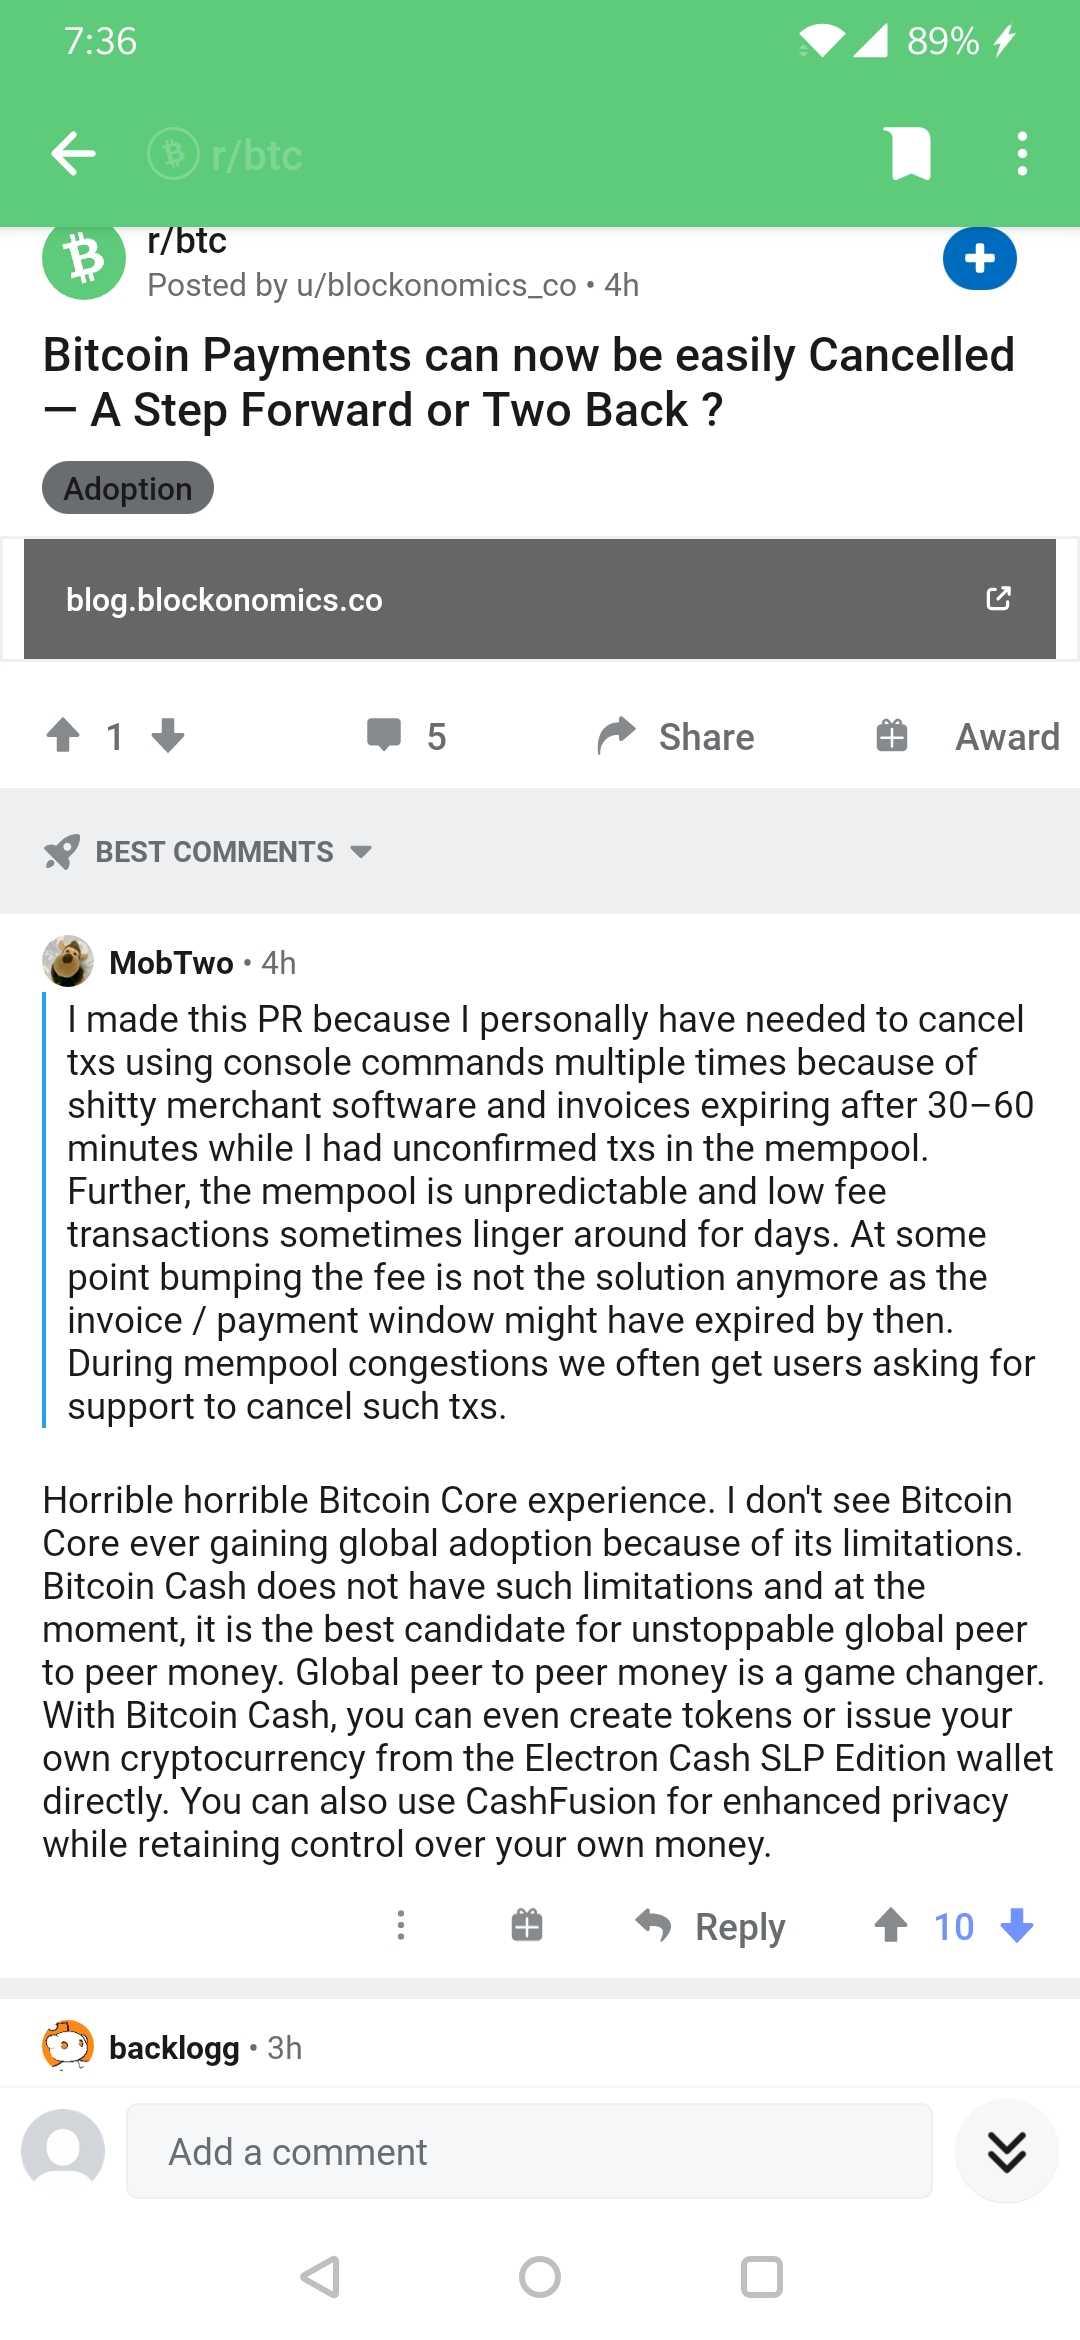 7:36
89%
r/btc
r/btc
Posted by u/blockonomics_co • 4h
Bitcoin Payments can now be easily Cancelled
— A Step Forward or Two Back ?
Adoption
blog.blockonomics.co
1
5
Share
Award
BEST COMMENTS
MobTwo • 4h
I made this PR because I personally have needed to cancel
txs using console commands multiple times because of
shitty merchant software and invoices expiring after 30–60
minutes while I had unconfirmed txs in the mempool.
Further, the mempool is unpredictable and low fee
transactions sometimes linger around for days. At some
point bumping the fee is not the solution anymore as the
invoice / payment window might have expired by then.
During mempool congestions we often get users asking for
support to cancel such txs.
Horrible horrible Bitcoin Core experience. I don't see Bitcoin
Core ever gaining global adoption because of its limitations.
Bitcoin Cash does not have such limitations and at the
moment, it is the best candidate for unstoppable global peer
to peer money. Global peer to peer money is a game changer.
With Bitcoin Cash, you can even create tokens or issue your
own cryptocurrency from the Electron Cash SLP Edition wallet
directly. You can also use CashFusion for enhanced privacy
while retaining control over your own money.
Reply
10
backlogg • 3h
Add a comment